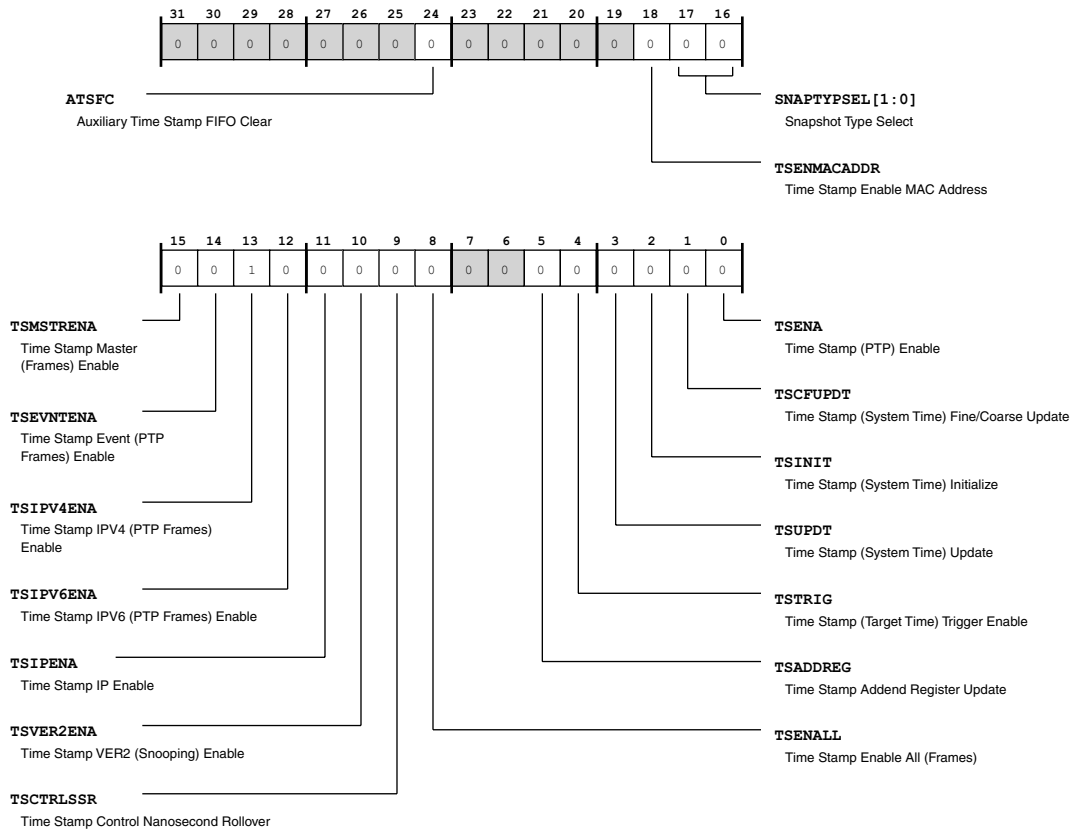 31 30 29 28 27 26 25 24 23 22 21 20 19 18 17 16
0 0 0 0 0 0 0 0 0 0 0 0 0 0 0 0
ATSFC
Auxiliary Time Stamp FIFO Clear
SNAPTYPSEL[1:0]
Snapshot Type Select
TSENMACADDR
Time Stamp Enable MAC Address
15 14 13 12 11 10 9 8 7 6 5 4 3 2 1 0
0 0 1 0 0 0 0 0 0 0 0 0 0 0 0 0
TSMSTRENA
Time Stamp Master
(Frames) Enable
TSEVNTENA
Time Stamp Event (PTP
Frames) Enable
TSIPV4ENA
Time Stamp IPV4 (PTP Frames)
Enable
TSIPV6ENA
Time Stamp IPV6 (PTP Frames) Enable
TSIPENA
Time Stamp IP Enable
TSVER2ENA
Time Stamp VER2 (Snooping) Enable
TSCTRLSSR
Time Stamp Control Nanosecond Rollover
TSENA
Time Stamp (PTP) Enable
TSCFUPDT
Time Stamp (System Time) Fine/Coarse Update
TSINIT
Time Stamp (System Time) Initialize
TSUPDT
Time Stamp (System Time) Update
TSTRIG
Time Stamp (Target Time) Trigger Enable
TSADDREG
Time Stamp Addend Register Update
TSENALL
Time Stamp Enable All (Frames)